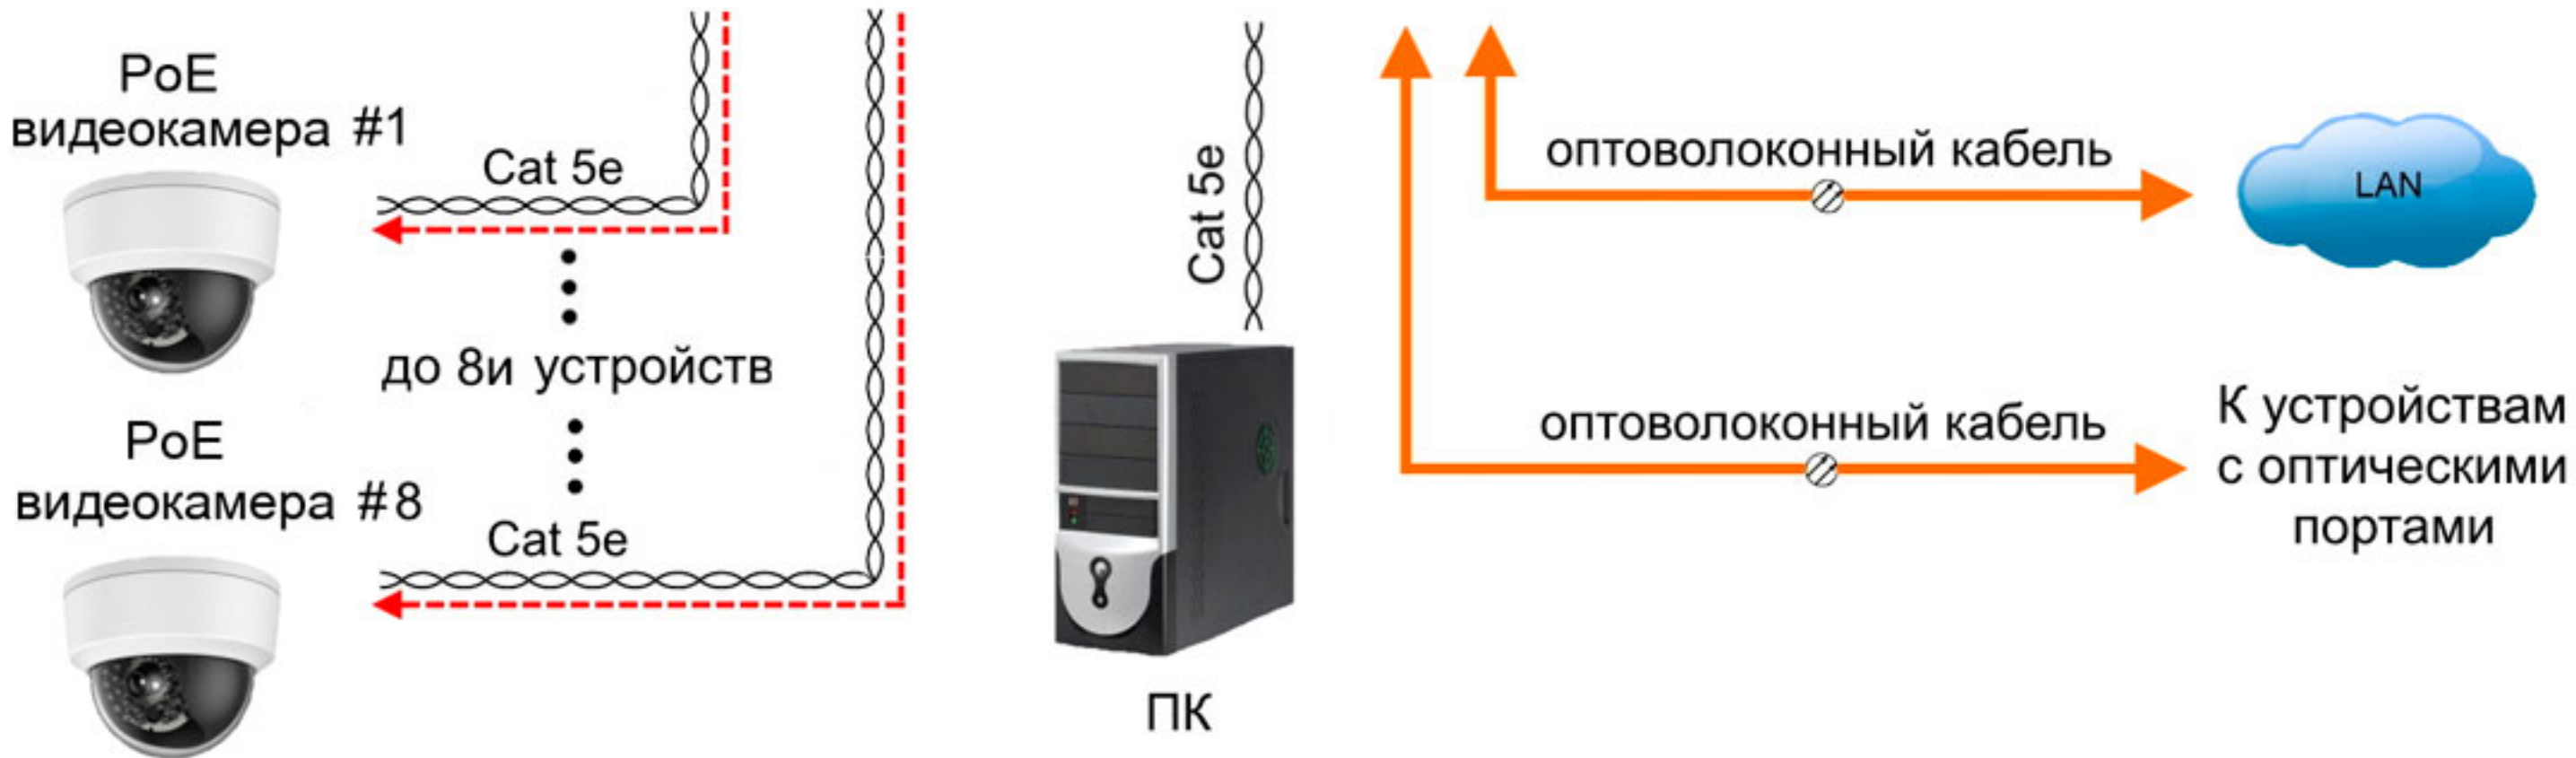 PoE
видеокамера #1
Cat 5e
до 8и устройств
PoE
видеокамера #8
Cat 5e
Cat 5e
ПК
оптоволоконный кабель
LAN
оптоволоконный кабель
К устройствам
с оптическими
портами